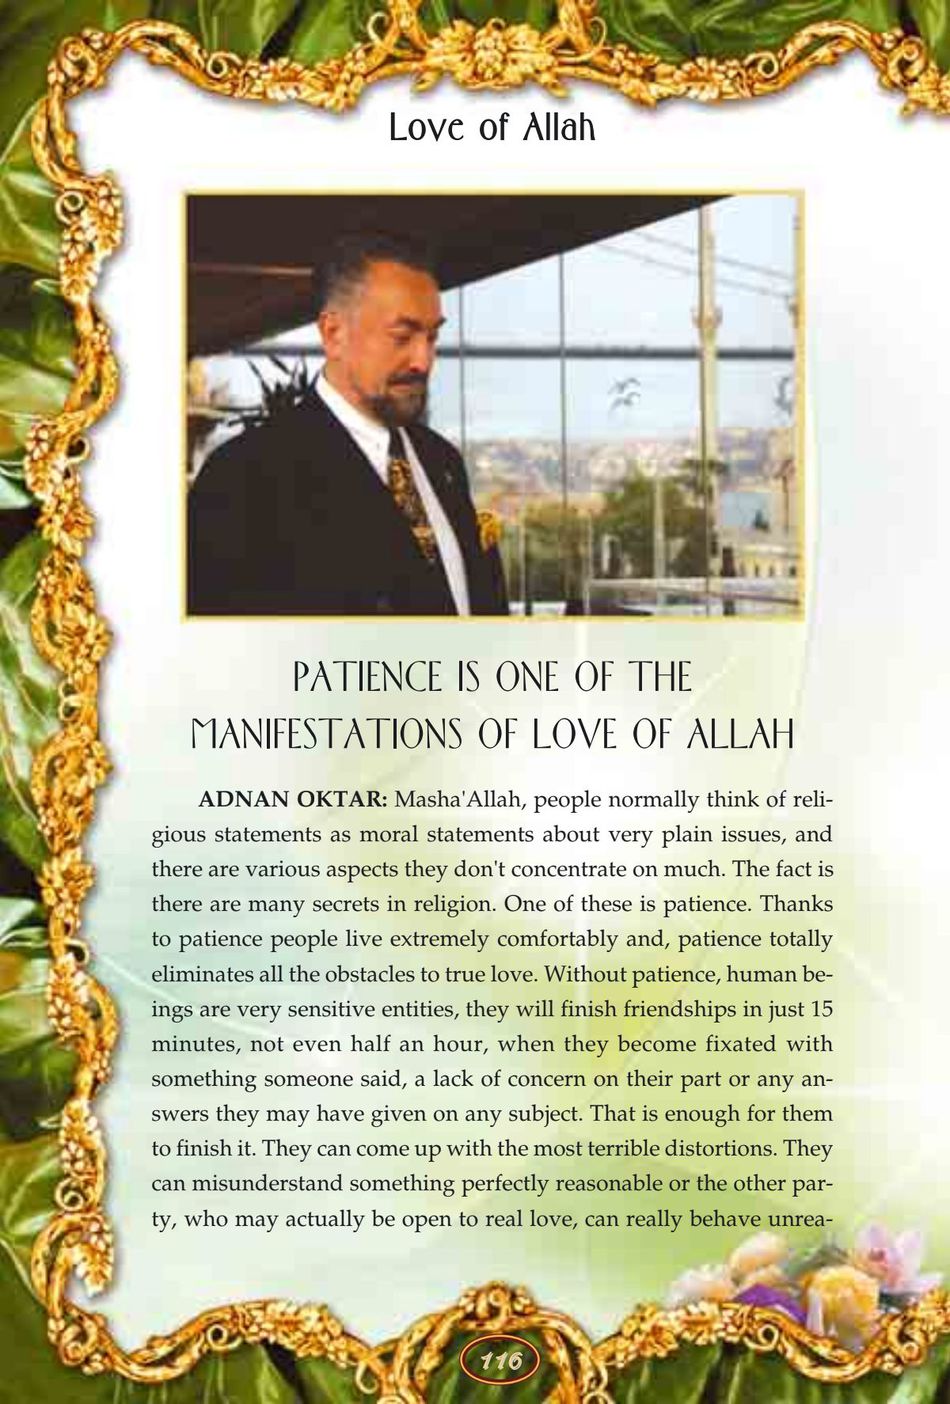 Love of Allah
PATIENCE IS ONE OF THE
MANIFESTATIONS OF LOVE OF ALLAH
ADNAN OKTAR: Masha'Allah, people normally think of reli-
gious statements as moral statements about very plain issues, and
there are various aspects they don't concentrate on much. The fact is
there are many secrets in religion. One of these is patience. Thanks
to patience people live extremely comfortably and, patience totally
eliminates all the obstacles to true love. Without patience, human be-
ings are very sensitive entities, they will finish friendships in just 15
minutes, not even half an hour, when they become fixated with
something someone said, a lack of concern on their part or any an-
swers they may have given on any subject. That is enough for them
to finish it. They can come up with the most terrible distortions. They
can misunderstand something perfectly reasonable or the other par-
ty, who may actually be open to real love, can really behave unrea-
116